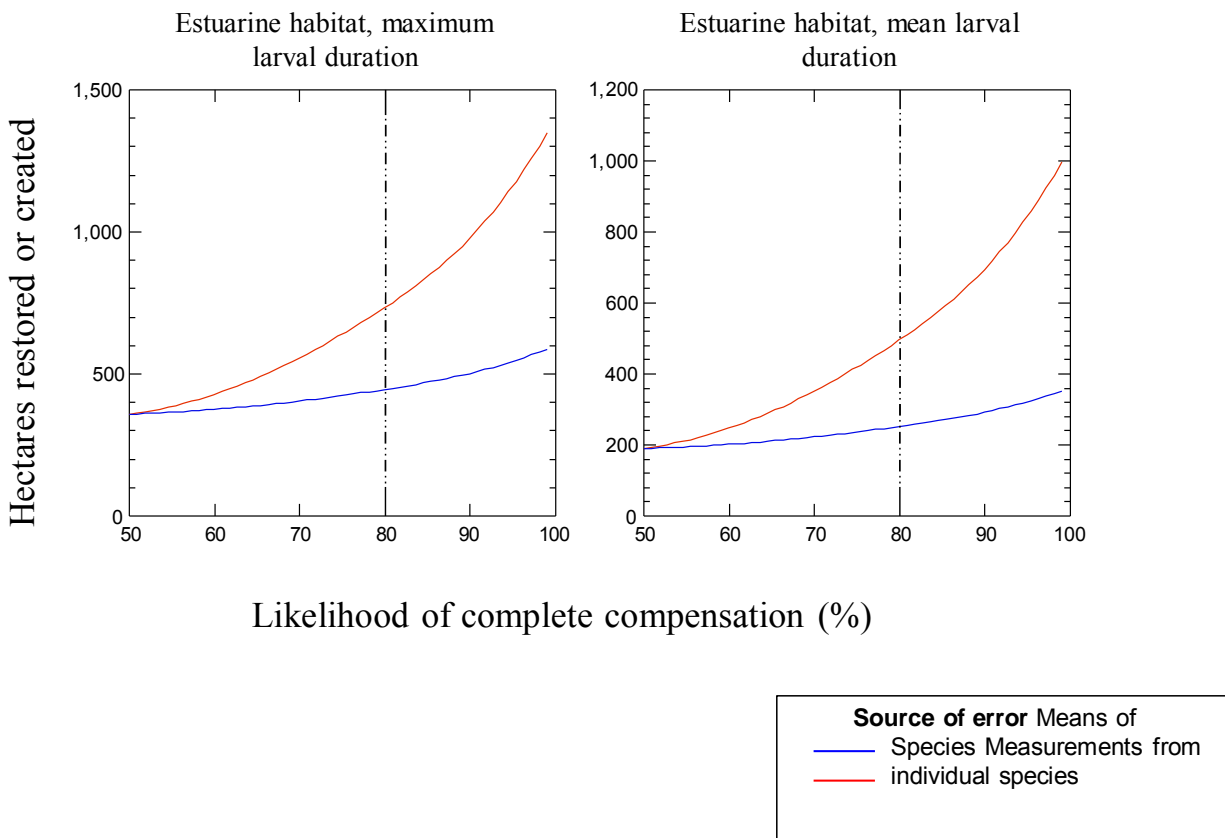 Estuarine habitat, maximum
larval duration
Estuarine habitat, mean larval
duration
Hectares restored or created
1,500
1,000
500
0
50 60 70 80 90 100
1,200
1,000
800
600
400
200
0
50 60 70 80 90 100
Likelihood of complete compensation (%)
Source of error Means of
Species Measurements from
individual species